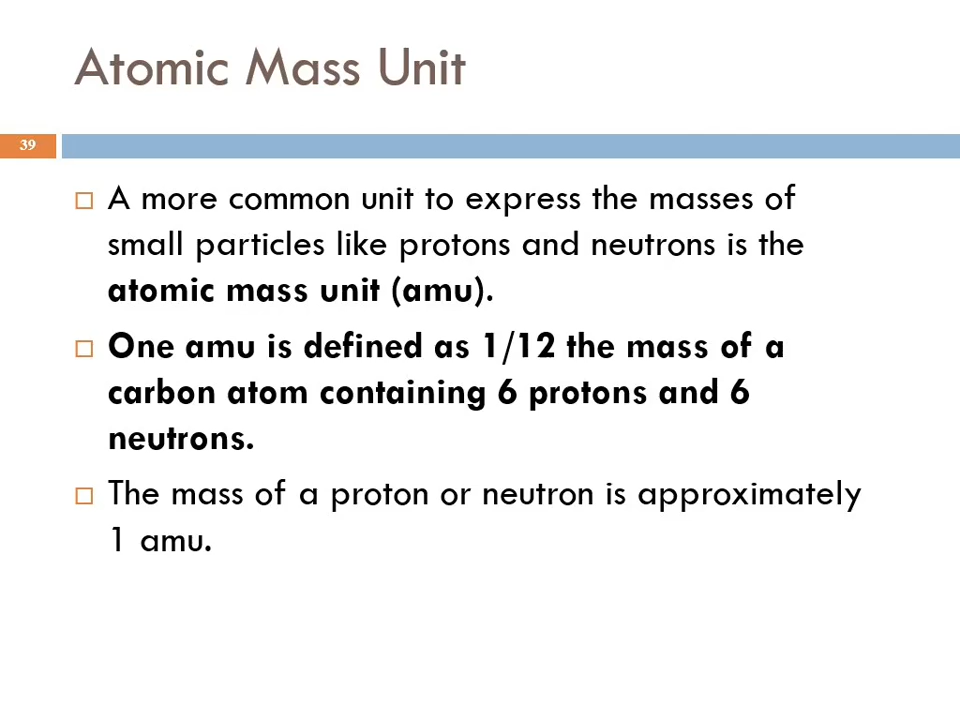 Atomic Mass Unit
39
A more common unit to express the masses of
small particles like protons and neutrons is the
atomic mass unit (amu).
One amu is defined as 1/12 the mass of a
carbon atom containing 6 protons and 6
neutrons.
The mass of a proton or neutron is approximately
1 amu.